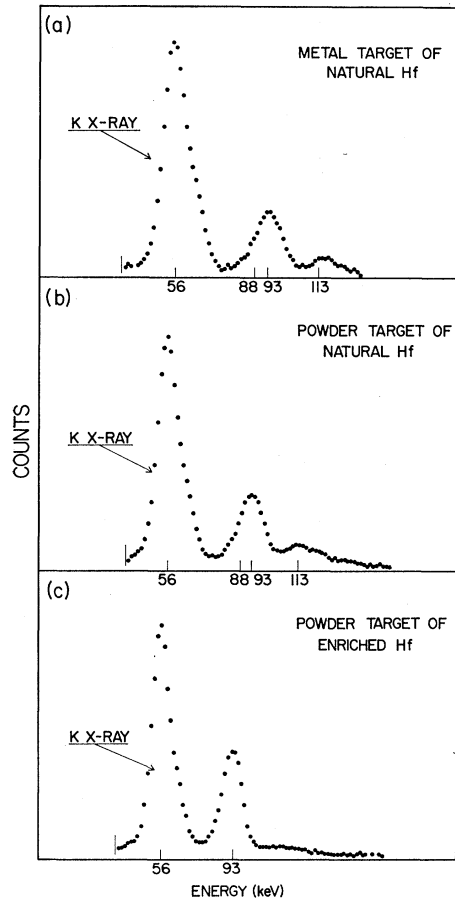 (a)
METAL TARGET OF
NATURAL Hf
K X-RAY
56 88 93 113
(b)
POWDER TARGET OF
NATURAL Hf
K X-RAY
56 88 93 113
COUNTS
(c)
POWDER TARGET OF
ENRICHED Hf
K X-RAY
56 93
ENERGY (keV)